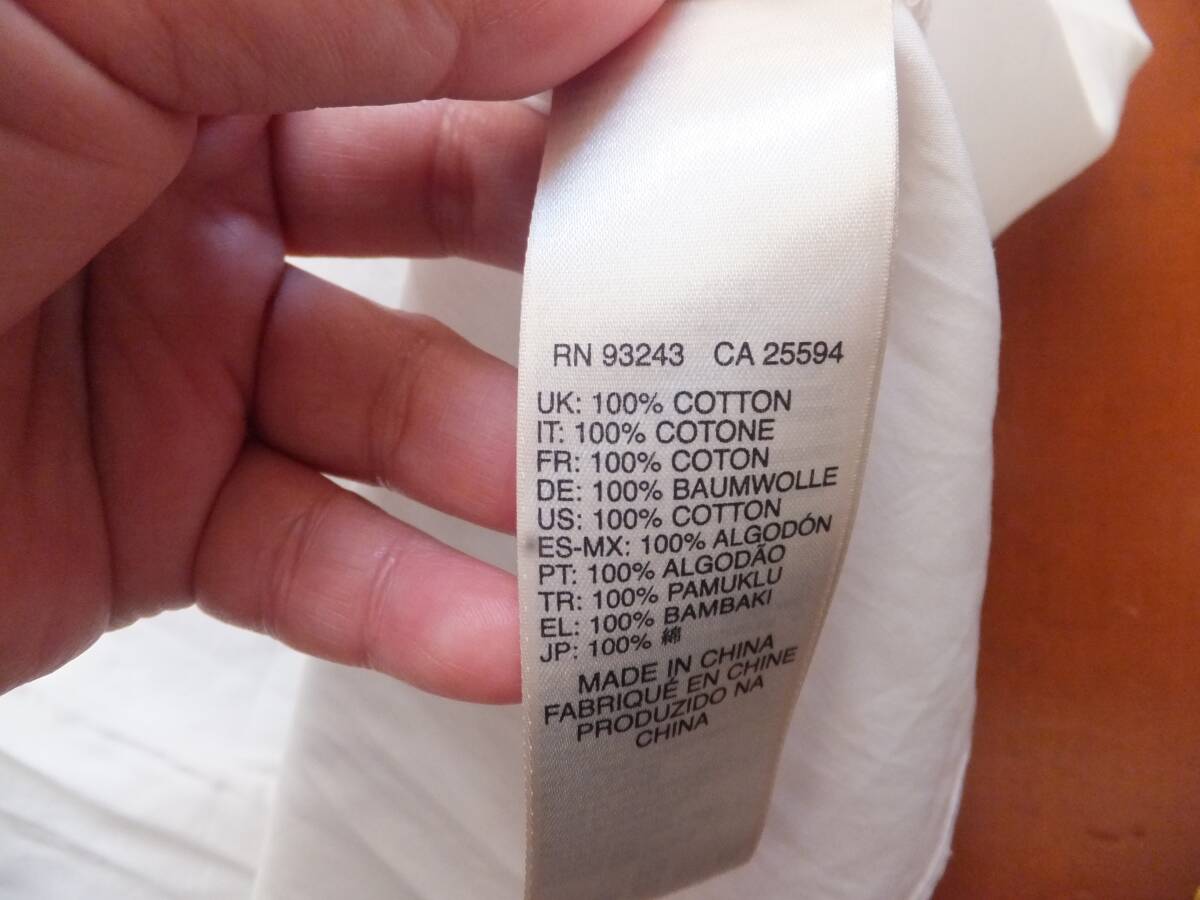 RN 93243 CA 25594
UK: 100% COTTON
IT: 100% COTONE
FR: 100% COTON
DE: 100% BAUMWOLLE
US: 100% COTTON
ES-MX: 100% ALGODÓN
PT: 100% ALGODÃO
TR: 100% PAMUKLU
EL: 100% BAMBAKI
JP: 100% 綿
MADE IN CHINA
FABRIQUÉ EN CHINE
PRODUZIDO NA
CHINA